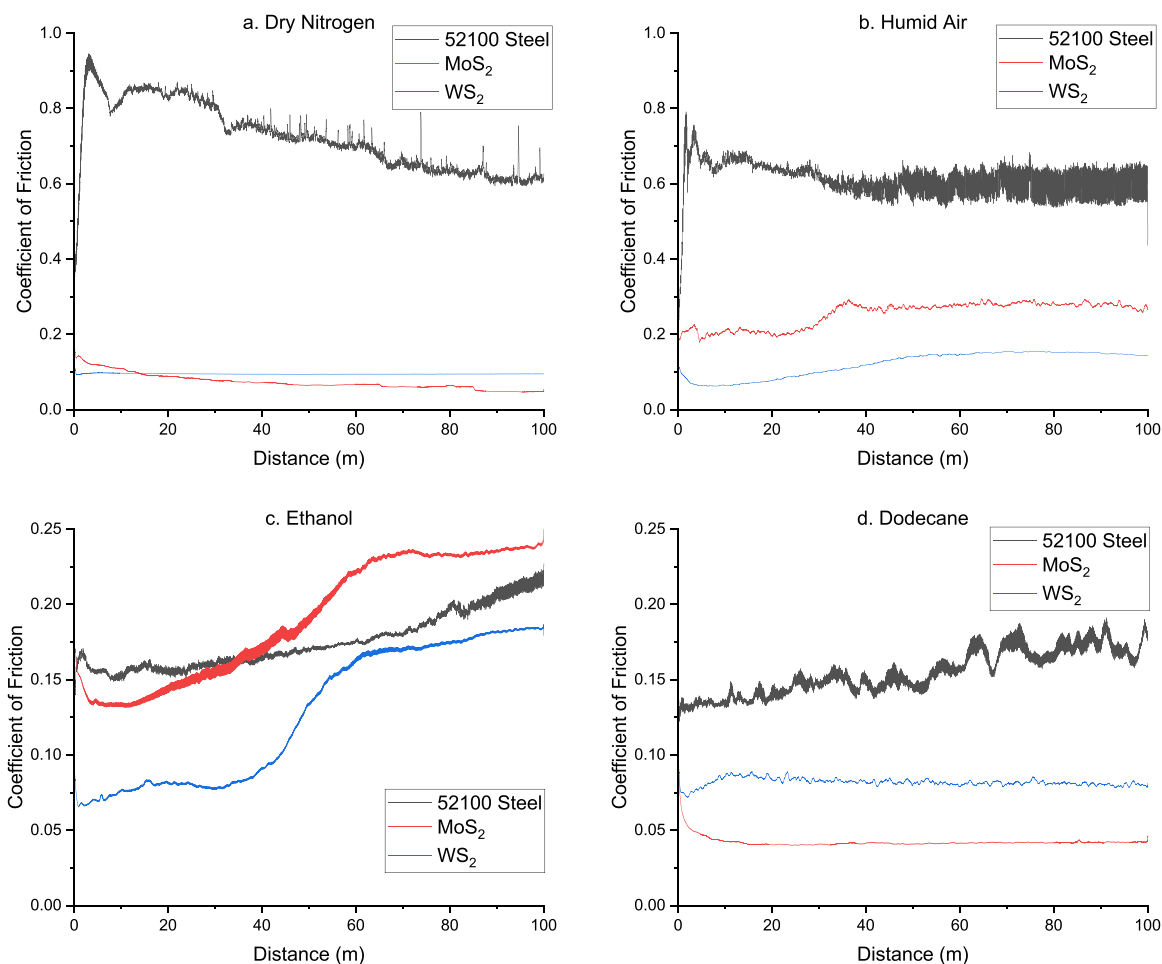 a. Dry Nitrogen
52100 Steel
MoS₂
WS₂
1.0
0.8
0.6
0.4
0.2
0.0
Coefficient of Friction
0
20
40
60
80
100
Distance (m)
b. Humid Air
52100 Steel
MoS₂
WS₂
1.0
0.8
0.6
0.4
0.2
0.0
Coefficient of Friction
0
20
40
60
80
100
Distance (m)
c. Ethanol
0.25
0.20
0.15
0.10
0.05
0.00
Coefficient of Friction
52100 Steel
MoS₂
WS₂
0
20
40
60
80
100
Distance (m)
d. Dodecane
52100 Steel
MoS₂
WS₂
0.25
0.20
0.15
0.10
0.05
0.00
Coefficient of Friction
0
20
40
60
80
100
Distance (m)